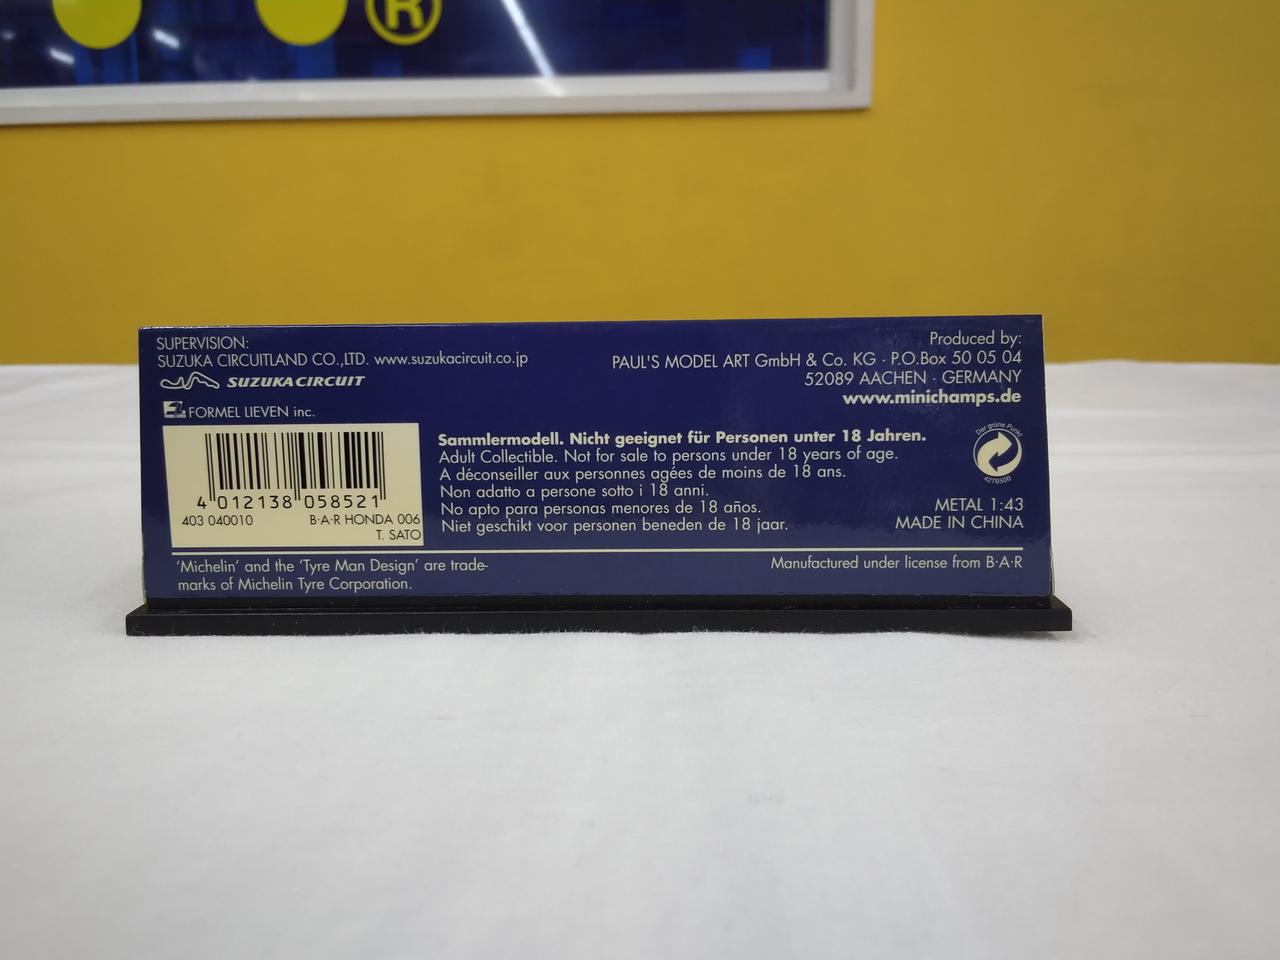 ®
SUPERVISION:
SUZUKA CIRCUITLAND CO.,LTD. www.suzukacircuit.co.jp
SUZUKACIRCUIT
FORMEL LIEVEN inc.
Produced by:
PAUL'S MODEL ART GmbH & Co. KG · P.O.Box 50 05 04
52089 AACHEN · GERMANY
www.minichamps.de
4 012138 058521
403 040010 B·A·R HONDA 006
T. SATO
Sammlermodell. Nicht geeignet für Personen unter 18 Jahren.
Adult Collectible. Not for sale to persons under 18 years of age.
A déconseiller aux personnes agées de moins de 18 ans.
Non adatto a persone sotto i 18 anni.
No apto para personas menores de 18 años.
Niet geschikt voor personen beneden de 18 jaar.
Der grüne Punkt
4276500
METAL 1:43
MADE IN CHINA
'Michelin' and the 'Tyre Man Design' are trade-
marks of Michelin Tyre Corporation.
Manufactured under license from B·A·R